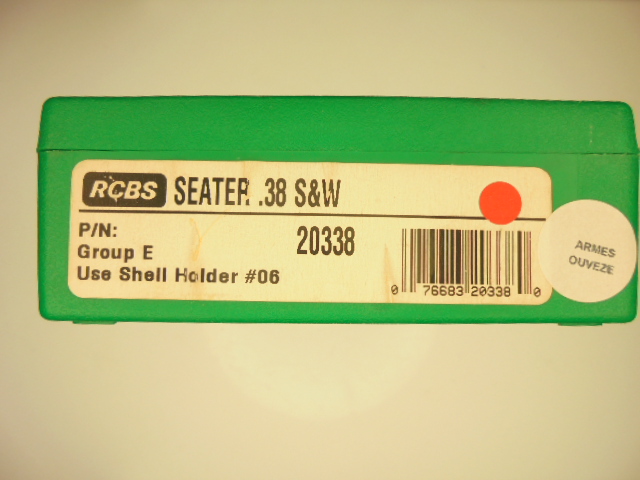 RCBS SEATER .38 S&W
P/N: 20338
Group E
Use Shell Holder #06
0 76683 20338 0
ARMES
OUVEZE